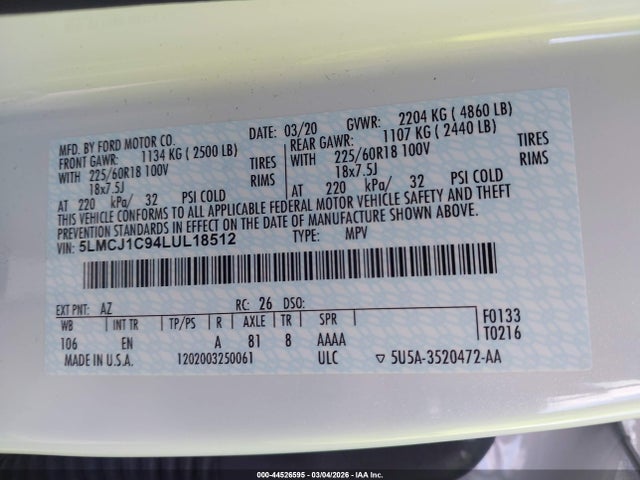 MFD. BY FORD MOTOR CO. DATE: 03/20 GVWR: 2204 KG ( 4860 LB)
FRONT GAWR: 1134 KG ( 2500 LB) REAR GAWR: 1107 KG ( 2440 LB)
WITH 225/60R18 100V TIRES WITH 225/60R18 100V TIRES
18x7.5J RIMS 18x7.5J RIMS
AT 220 kPa/ 32 PSI COLD AT 220 kPa/ 32 PSI COLD
THIS VEHICLE CONFORMS TO ALL APPLICABLE FEDERAL MOTOR VEHICLE SAFETY AND THEFT
PREVENTION STANDARDS IN EFFECT ON THE DATE OF MANUFACTURE SHOWN ABOVE.
VIN: 5LMCJ1C94LUL18512 TYPE: MPV
EXT PNT: AZ RC: 26 DSO: F0133
WB INT TR TP/PS R AXLE TR SPR T0216
106 EN A 81 8 AAAA
MADE IN U.S.A. 1202003250061 ULC ▽ 5U5A-3520472-AA
000-44526595 - 03/04/2026 - IAA Inc.